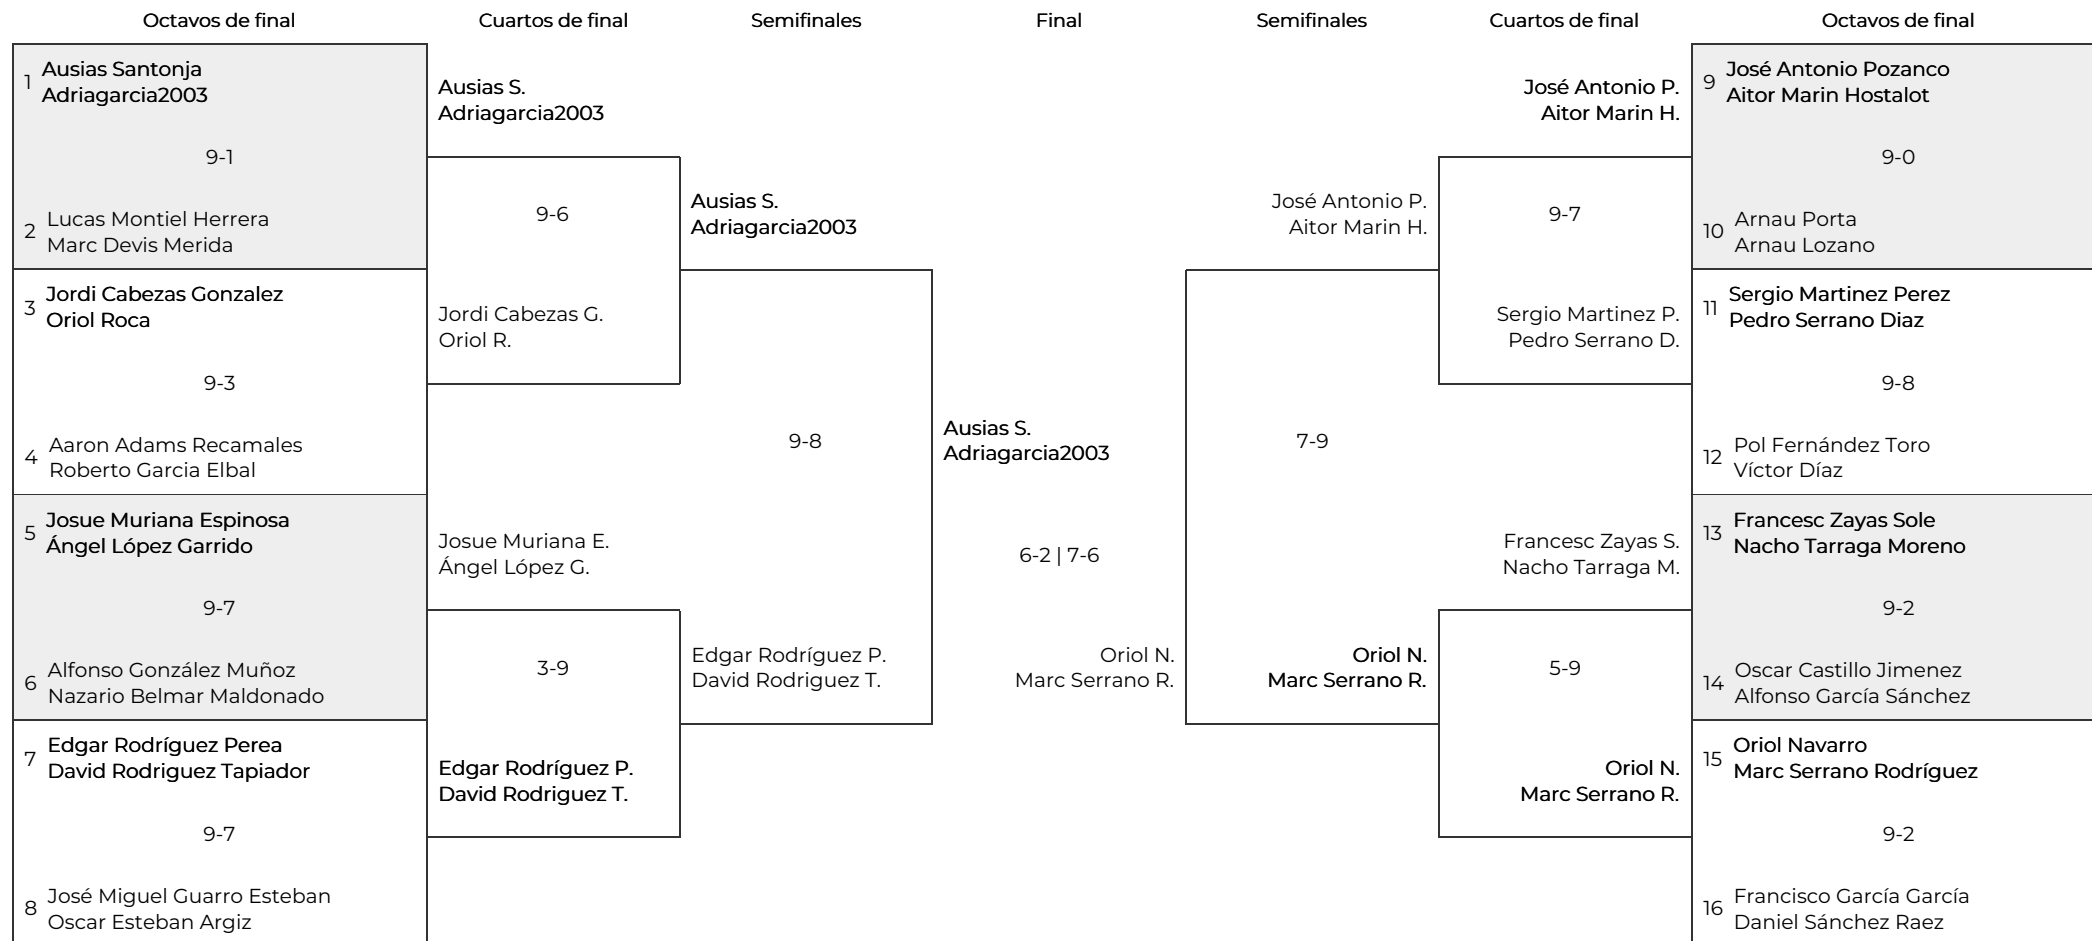 Octavos de final
Cuartos de final
Semifinales
Final
Semifinales
Cuartos de final
Octavos de final
1
Ausias Santonja
Adriagarcia2003
9-1
2
Lucas Montiel Herrera
Marc Devis Merida
3
Jordi Cabezas Gonzalez
Oriol Roca
9-3
4
Aaron Adams Recamales
Roberto Garcia Elbal
5
Josue Muriana Espinosa
Ángel López Garrido
9-7
6
Alfonso González Muñoz
Nazario Belmar Maldonado
7
Edgar Rodríguez Perea
David Rodriguez Tapiador
9-7
8
José Miguel Guarro Esteban
Oscar Esteban Argiz
Ausias S.
Adriagarcia2003
9-6
Jordi Cabezas G.
Oriol R.
Josue Muriana E.
Ángel López G.
3-9
Edgar Rodríguez P.
David Rodriguez T.
Ausias S.
Adriagarcia2003
9-8
Edgar Rodríguez P.
David Rodriguez T.
Ausias S.
Adriagarcia2003
6-2 | 7-6
Oriol N.
Marc Serrano R.
José Antonio P.
Aitor Marin H.
7-9
Oriol N.
Marc Serrano R.
José Antonio P.
Aitor Marin H.
9-7
Sergio Martinez P.
Pedro Serrano D.
Francesc Zayas S.
Nacho Tarraga M.
5-9
Oriol N.
Marc Serrano R.
9
José Antonio Pozanco
Aitor Marin Hostalot
9-0
10
Arnau Porta
Arnau Lozano
11
Sergio Martinez Perez
Pedro Serrano Diaz
9-8
12
Pol Fernández Toro
Víctor Díaz
13
Francesc Zayas Sole
Nacho Tarraga Moreno
9-2
14
Oscar Castillo Jimenez
Alfonso García Sánchez
15
Oriol Navarro
Marc Serrano Rodríguez
9-2
16
Francisco García García
Daniel Sánchez Raez